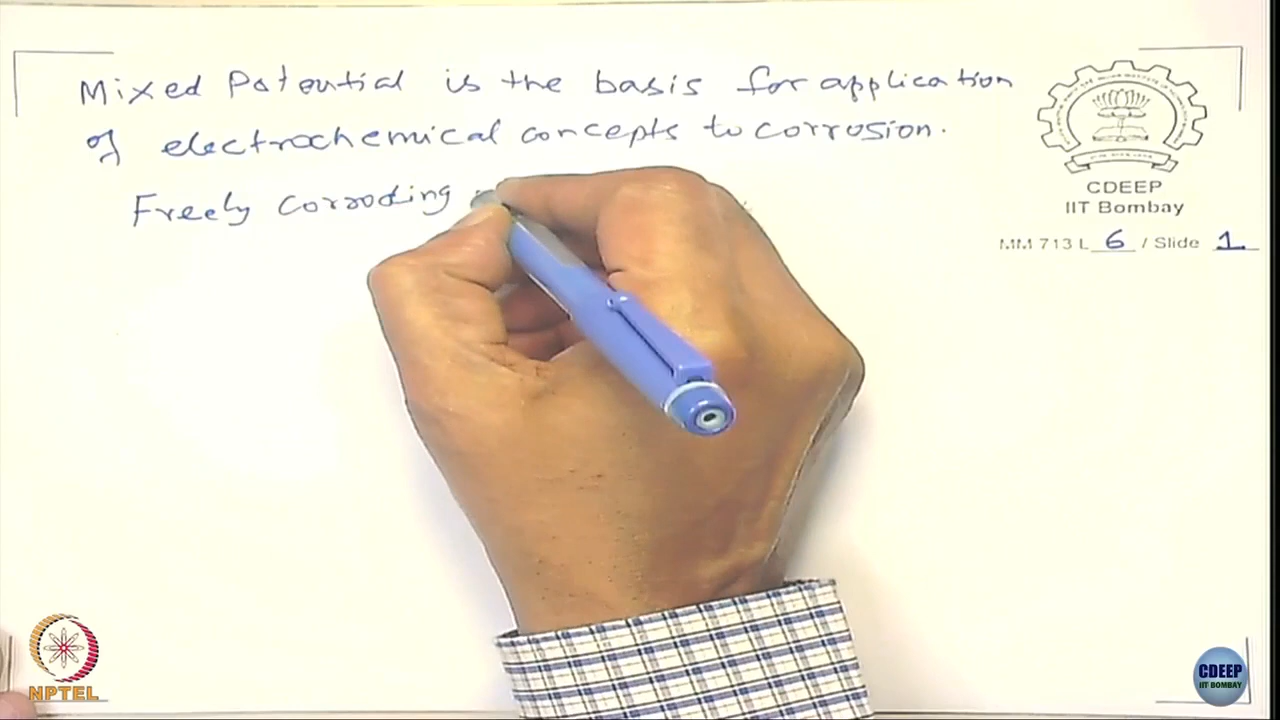 Mixed Potential is the basis for application
of electrochemical concepts to corrosion.
Freely corroding
CDEEP
IIT Bombay
MM 713 L 6 / Slide 1
NPTEL
CDEEP
IIT BOMBAY